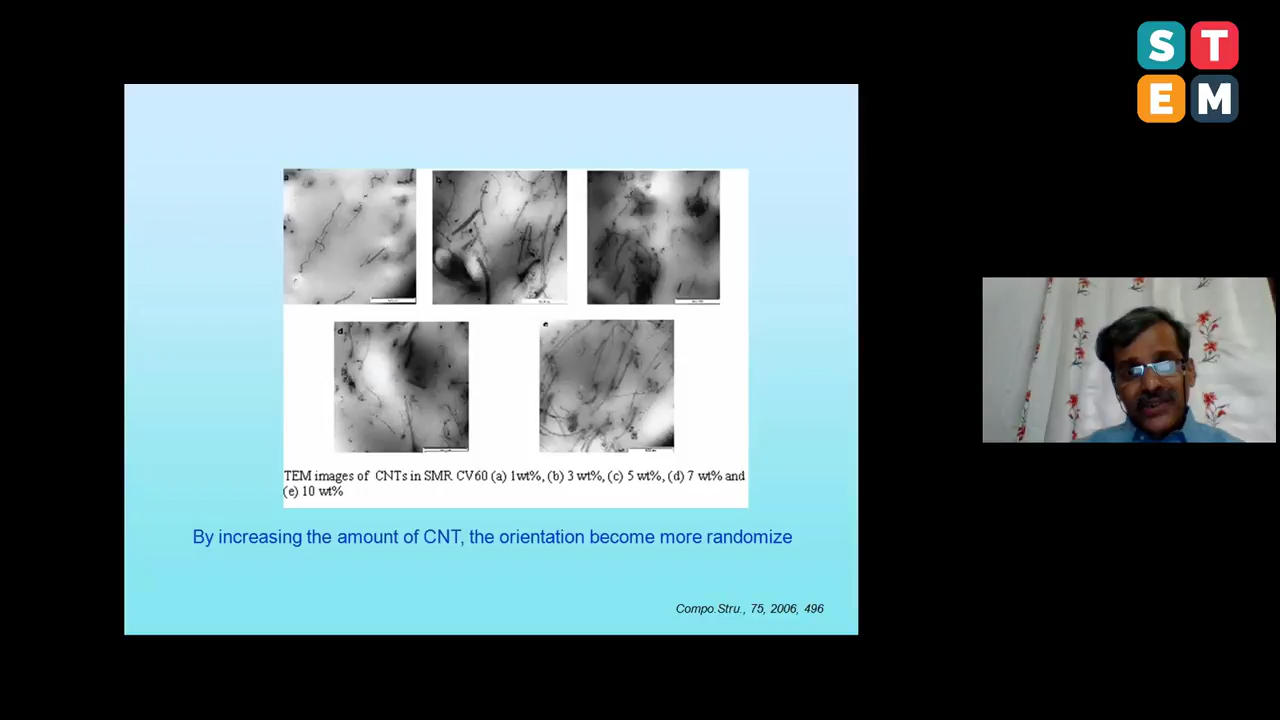 S T
E M
a
b
d
e
TEM images of CNTs in SMR CV60 (a) 1wt%, (b) 3 wt%, (c) 5 wt%, (d) 7 wt% and
(e) 10 wt%
By increasing the amount of CNT, the orientation become more randomize
Compo.Stru., 75, 2006, 496